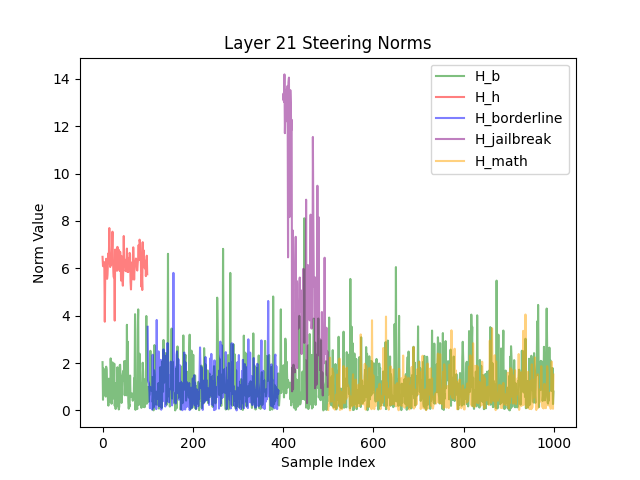 Layer 21 Steering Norms
Norm Value
14
12
10
8
6
4
2
0
0
200
400
600
800
1000
Sample Index
H_b
H_h
H_borderline
H_jailbreak
H_math